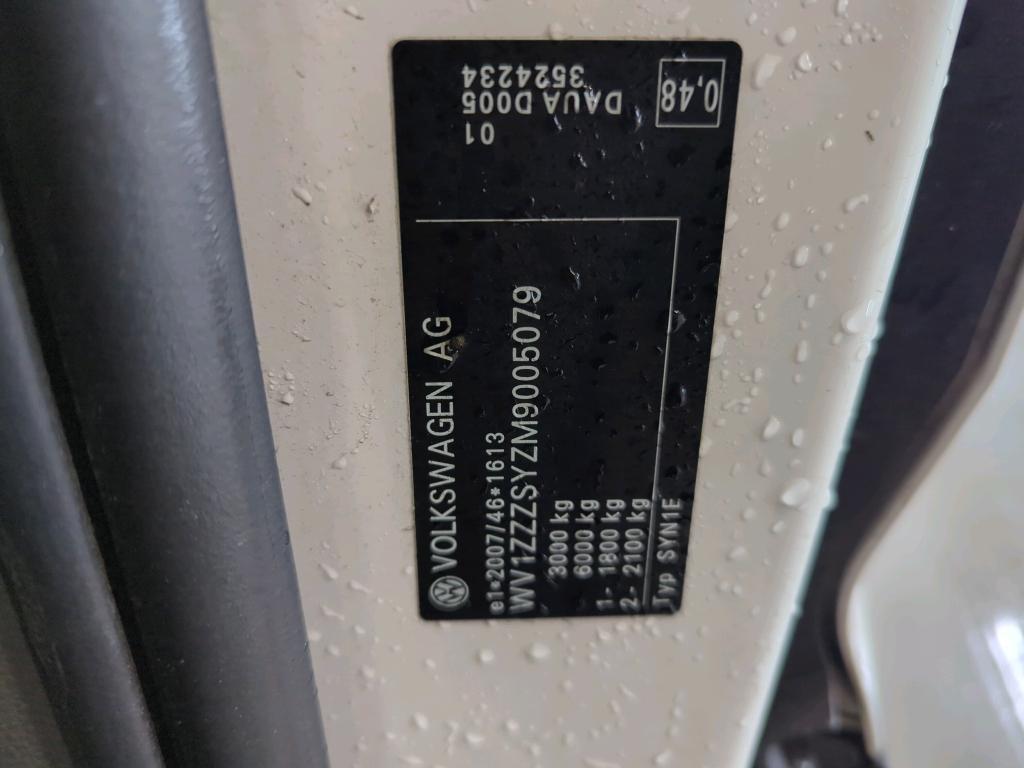 VOLKSWAGEN AG
e1*2007/46*1613
WV1ZZZSYZM9005079
3000 kg
6000 kg
1- 1800 kg
2- 2100 kg
Typ SYN1E
01
DAUA D005
3524234
0,48